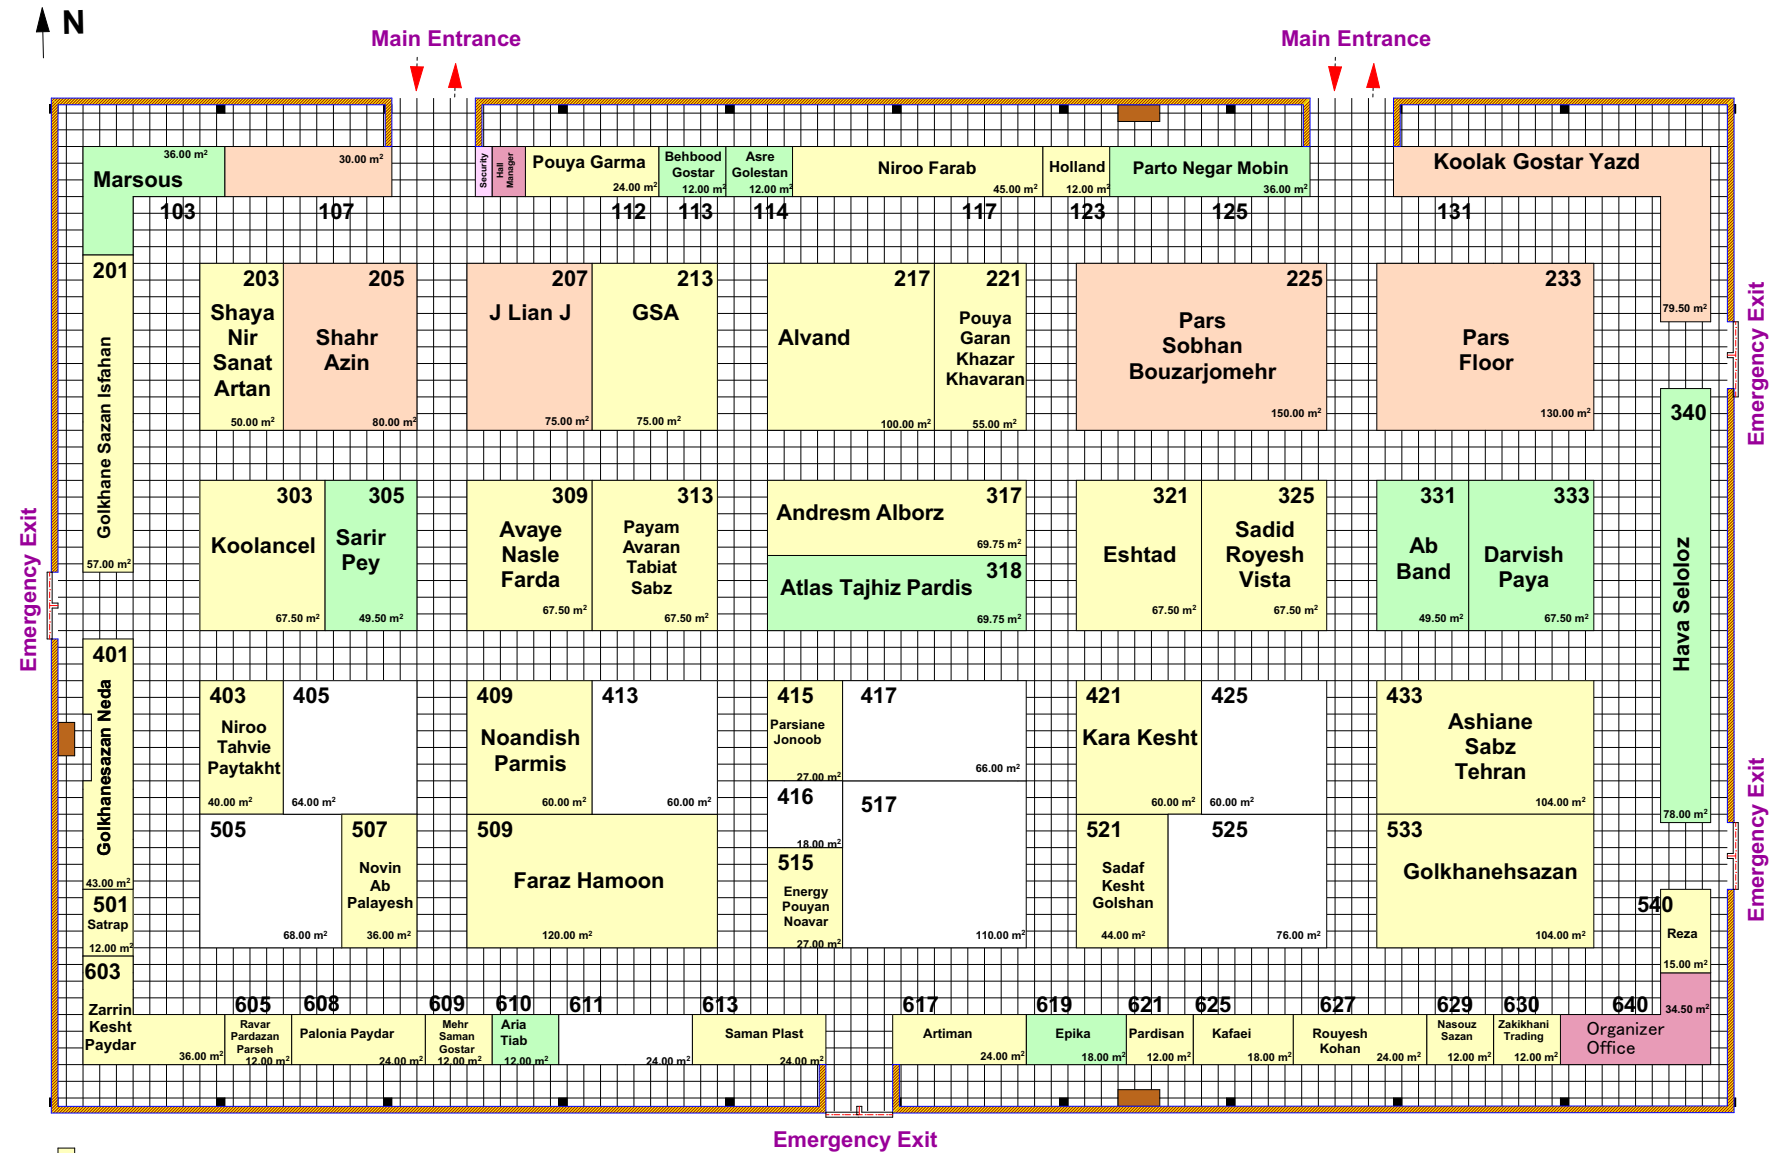 N
Main Entrance
Main Entrance
36.00 m²
Marsous
103
30.00 m²
107
Security
Hall
Manager
Pouya Garma
24.00 m²
112
Behbood
Gostar
12.00 m²
113
Asre
Golestan
12.00 m²
114
Niroo Farab
45.00 m²
117
Holland
12.00 m²
123
Parto Negar Mobin
36.00 m²
125
Koolak Gostar Yazd
131
79.50 m²
Emergency Exit
201
Golkhane Sazan Isfahan
57.00 m²
203
Shaya
Nir
Sanat
Artan
50.00 m²
205
Shahr
Azin
80.00 m²
207
J Lian J
75.00 m²
213
GSA
75.00 m²
217
Alvand
100.00 m²
221
Pouya
Garan
Khazar
Khavaran
55.00 m²
225
Pars
Sobhan
Bouzarjomehr
150.00 m²
233
Pars
Floor
130.00 m²
340
Hava Seloloz
78.00 m²
Emergency Exit
303
Koolancel
67.50 m²
305
Sarir
Pey
49.50 m²
309
Avaye
Nasle
Farda
67.50 m²
313
Payam
Avaran
Tabiat
Sabz
67.50 m²
317
Andresm Alborz
69.75 m²
318
Atlas Tajhiz Pardis
69.75 m²
321
Eshtad
67.50 m²
325
Sadid
Royesh
Vista
67.50 m²
331
Ab
Band
49.50 m²
333
Darvish
Paya
67.50 m²
401
Golkhanesazan Neda
43.00 m²
403
Niroo
Tahvie
Paytakht
40.00 m²
405
64.00 m²
409
Noandish
Parmis
60.00 m²
413
60.00 m²
415
Parsiane
Jonoob
27.00 m²
417
66.00 m²
416
18.00 m²
421
Kara Kesht
60.00 m²
425
60.00 m²
433
Ashiane
Sabz
Tehran
104.00 m²
Emergency Exit
501
Satrap
12.00 m²
505
68.00 m²
507
Novin
Ab
Palayesh
36.00 m²
509
Faraz Hamoon
120.00 m²
515
Energy
Pouyan
Noavar
27.00 m²
517
110.00 m²
521
Sadaf
Kesht
Golshan
44.00 m²
525
76.00 m²
533
Golkhanehsazan
104.00 m²
540
Reza
15.00 m²
603
Zarrin
Kesht
Paydar
36.00 m²
605
Ravar
Pardazan
Parseh
12.00 m²
608
Palonia Paydar
24.00 m²
609
Mehr
Saman
Gostar
12.00 m²
610
Aria
Tiab
12.00 m²
611
24.00 m²
613
Saman Plast
24.00 m²
617
Artiman
24.00 m²
619
Epika
18.00 m²
621
Pardisan
12.00 m²
625
Kafaei
18.00 m²
627
Rouyesh
Kohan
24.00 m²
629
Nasouz
Sazan
12.00 m²
630
Zakikhani
Trading
12.00 m²
640
34.50 m²
Organizer
Office
Emergency Exit
Emergency Exit